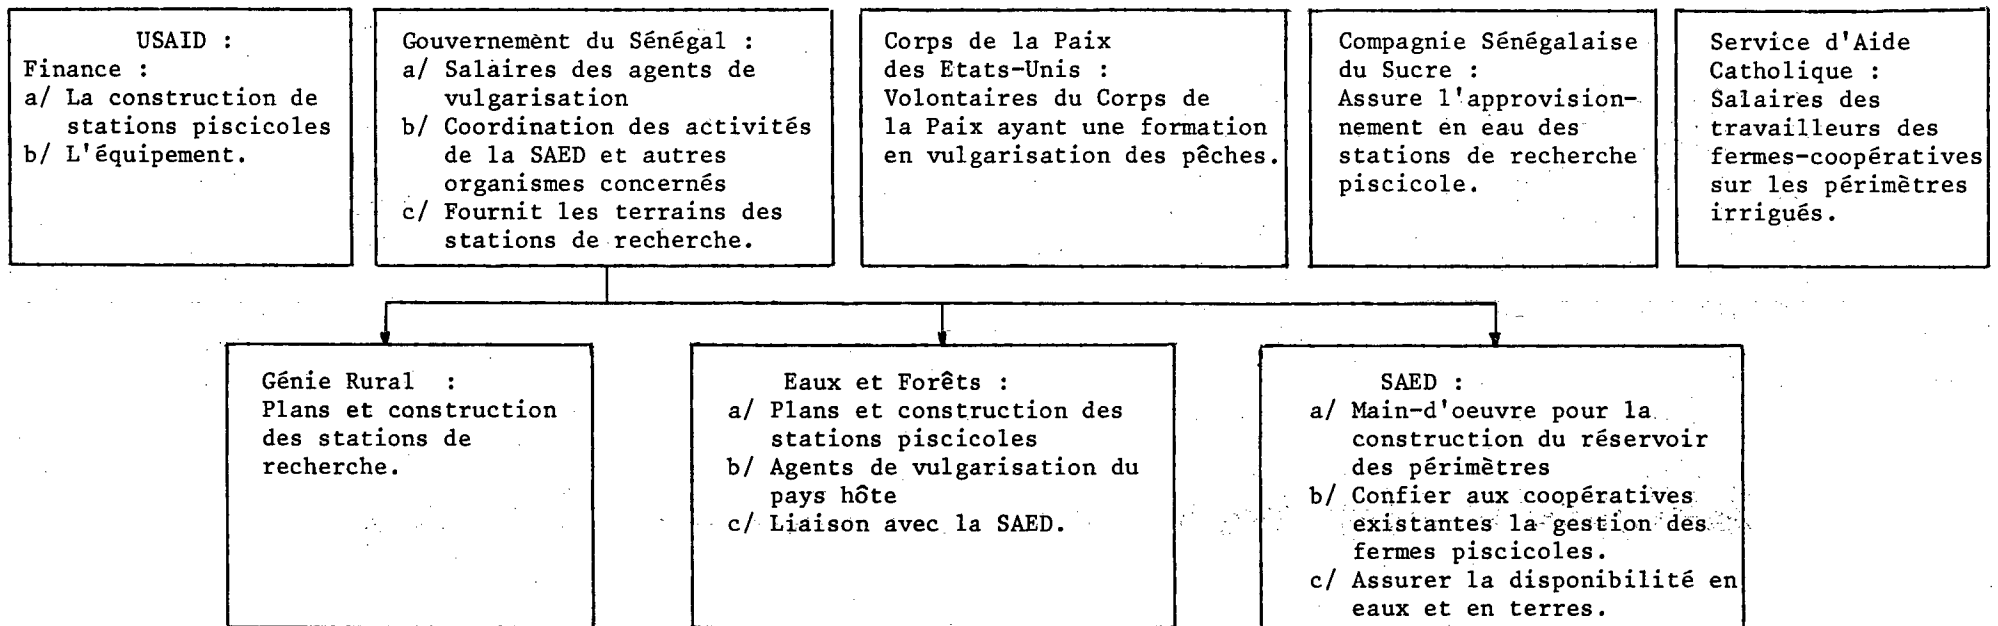 USAID :
Finance :
a/ La construction de
stations piscicoles
b/ L'équipement.
Gouvernement du Sénégal :
a/ Salaires des agents de
vulgarisation
b/ Coordination des activités
de la SAED et autres
organismes concernés
c/ Fournit les terrains des
stations de recherche.
Corps de la Paix
des Etats-Unis :
Volontaires du Corps de
la Paix ayant une formation
en vulgarisation des pêches.
Compagnie Sénégalaise
du Sucre :
Assure l'approvision-
nement en eau des
stations de recherche
piscicole.
Service d'Aide
Catholique :
Salaires des
travailleurs des
fermes-coopératives
sur les périmètres
irrigués.
Génie Rural :
Plans et construction
des stations de
recherche.
Eaux et Forêts :
a/ Plans et construction des
stations piscicoles
b/ Agents de vulgarisation du
pays hôte
c/ Liaison avec la SAED.
SAED :
a/ Main-d'oeuvre pour la
construction du réservoir
des périmètres
b/ Confier aux coopératives
existantes la gestion des
fermes piscicoles.
c/ Assurer la disponibilité en
eaux et en terres.